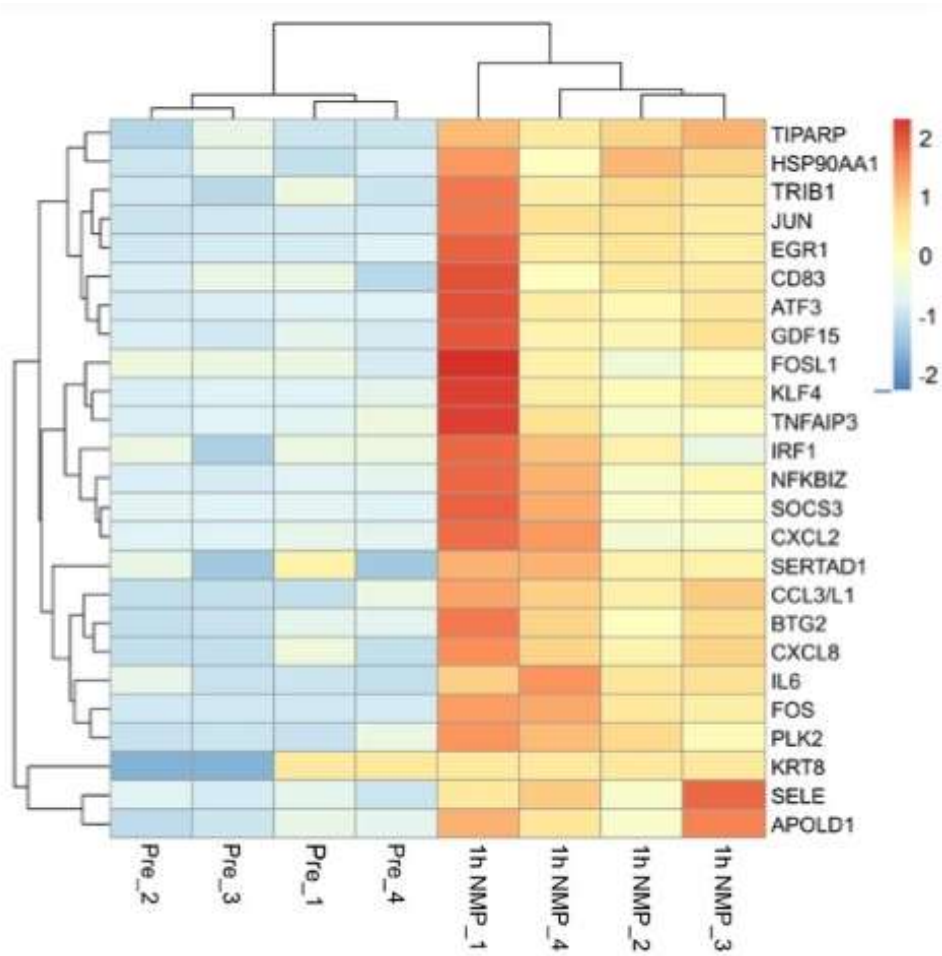 TIPARP
HSP90AA1
TRIB1
JUN
EGR1
CD83
ATF3
GDF15
FOSL1
KLF4
TNFAIP3
IRF1
NFKBIZ
SOCS3
CXCL2
SERTAD1
CCL3/L1
BTG2
CXCL8
IL6
FOS
PLK2
KRT8
SELE
APOLD1
2
1
0
-1
-2
Pre_2
Pre_3
Pre_1
Pre_4
1h NMP_1
1h NMP_4
1h NMP_2
1h NMP_3